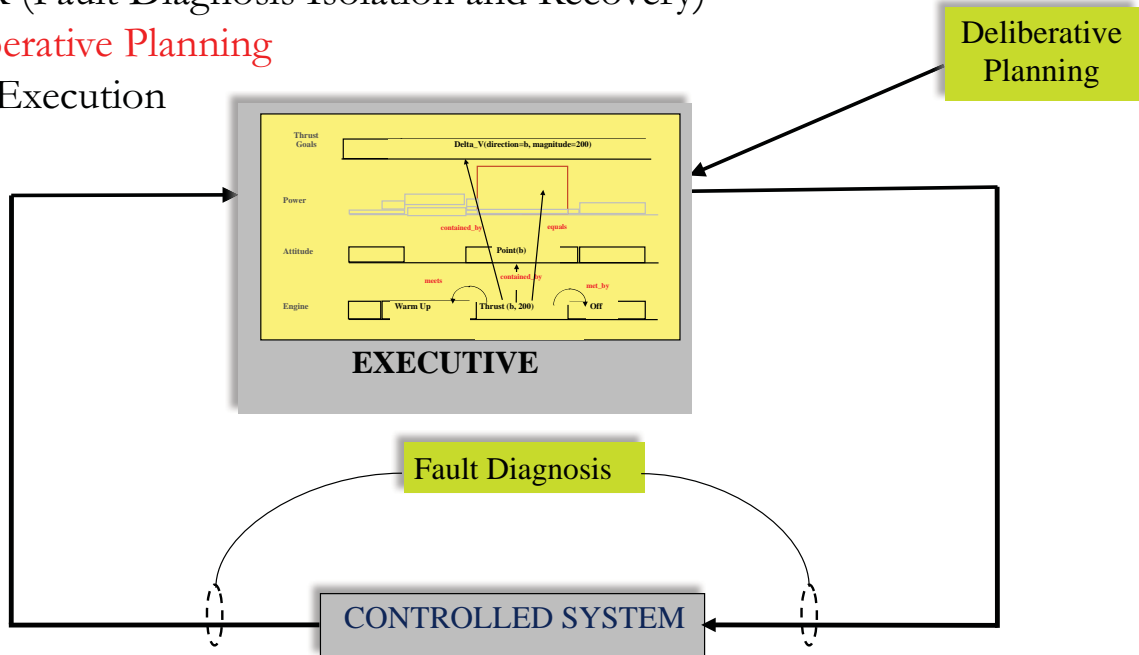 (Fault Diagnosis Isolation and Recovery)
Planning
Execution
Deliberative
Planning
Thrust
Goals
Delta_V(direction=b, magnitude=200)
Power
contained_by
equals
Attitude
Point(b)
contained_by
meets
met_by
Engine
Warm Up
Thrust (b, 200)
Off
EXECUTIVE
Fault Diagnosis
CONTROLLED SYSTEM